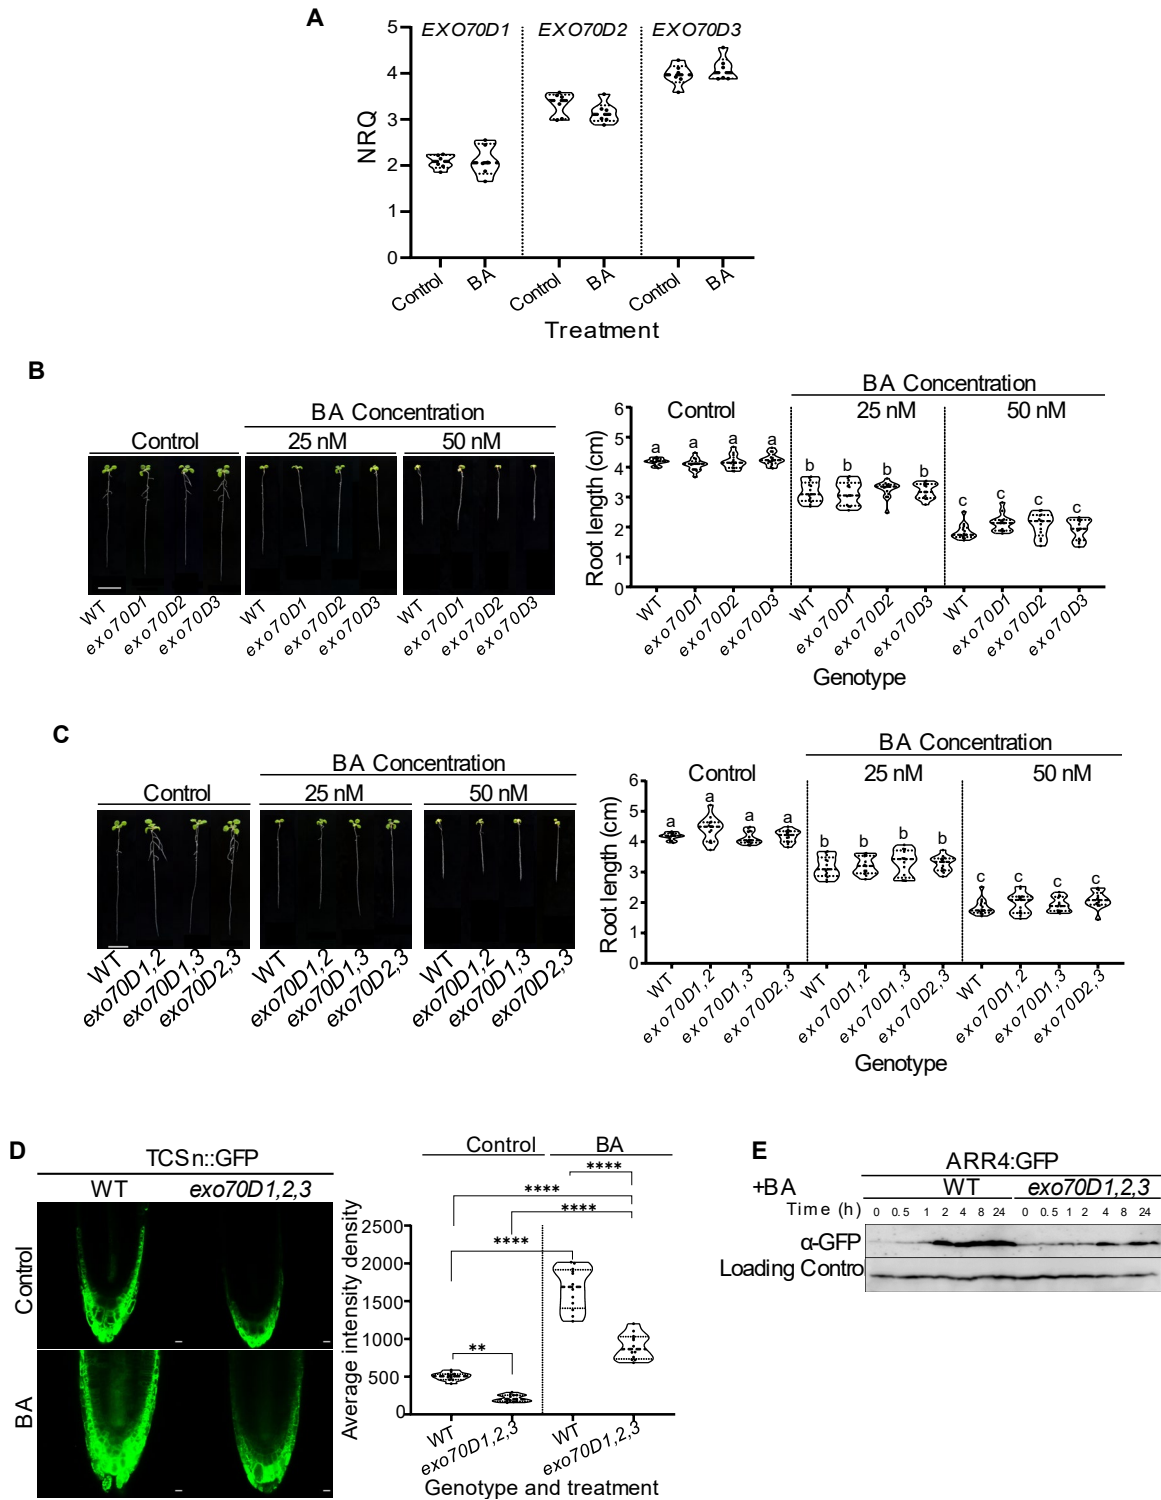 A
EXO70D1 EXO70D2 EXO70D3
5
4
3
2
1
0
NRQ
Control BA Control BA Control BA
Treatment
B
BA Concentration
Control 25 nM 50 nM
WT exo70D1 exo70D2 exo70D3 WT exo70D1 exo70D2 exo70D3 WT exo70D1 exo70D2 exo70D3
BA Concentration
Control 25 nM 50 nM
6
5
4
3
2
1
0
Root length (cm)
a a a a b b b b c c c c
WT exo70D1 exo70D2 exo70D3 WT exo70D1 exo70D2 exo70D3 WT exo70D1 exo70D2 exo70D3
Genotype
C
BA Concentration
Control 25 nM 50 nM
WT exo70D1,2 exo70D1,3 exo70D2,3 WT exo70D1,2 exo70D1,3 exo70D2,3 WT exo70D1,2 exo70D1,3 exo70D2,3
BA Concentration
Control 25 nM 50 nM
6
5
4
3
2
1
0
Root length (cm)
a a a a b b b b c c c c
WT exo70D1,2 exo70D1,3 exo70D2,3 WT exo70D1,2 exo70D1,3 exo70D2,3 WT exo70D1,2 exo70D1,3 exo70D2,3
Genotype
D
TCSn::GFP
WT exo70D1,2,3
Control
BA
Control BA
****
****
****
****
**
2500
2000
1500
1000
500
0
Average intensity density
WT exo70D1,2,3 WT exo70D1,2,3
Genotype and treatment
E
ARR4:GFP
+BA WT exo70D1,2,3
Time (h) 0 0.5 1 2 4 8 24 0 0.5 1 2 4 8 24
α-GFP
Loading Contro